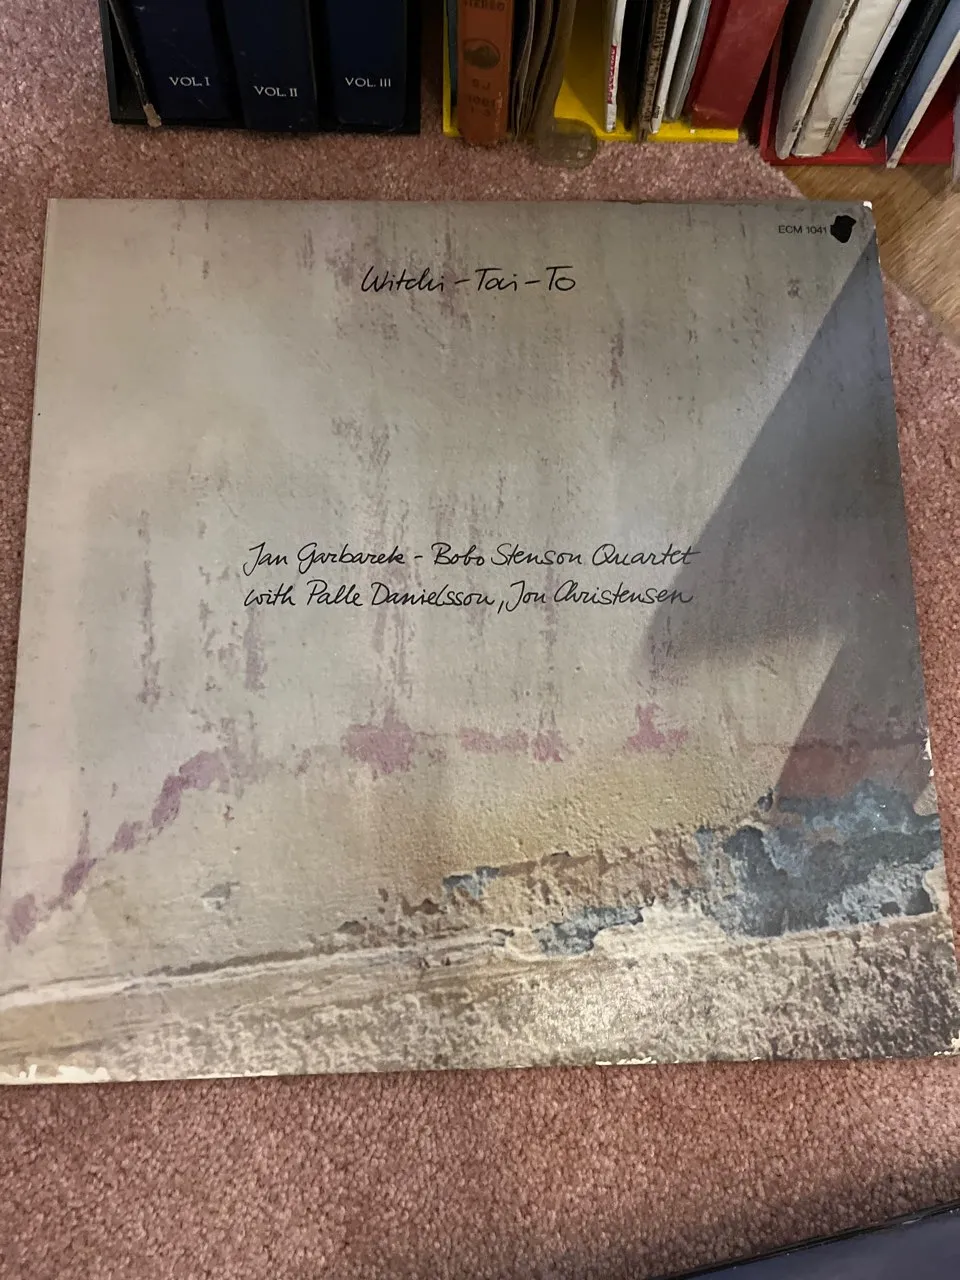 VOL. I
VOL. II
VOL. III
STEREO
ECM 1041
Witchi-Tai-To
Jan Garbarek - Bobo Stenson Quartet
with Palle Danielsson, Jon Christensen